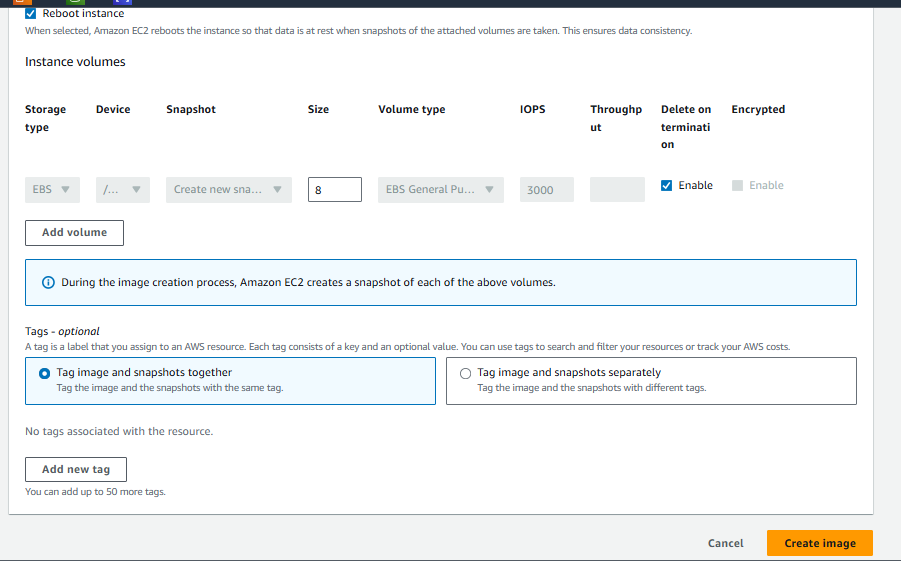 Reboot instance
When selected, Amazon EC2 reboots the instance so that data is at rest when snapshots of the attached volumes are taken. This ensures data consistency.
Instance volumes
Storage type
Device
Snapshot
Size
Volume type
IOPS
Throughp
ut
Delete on
terminati
on
Encrypted
EBS
/...
Create new sna...
8
EBS General Pu...
3000
Enable
Enable
Add volume
During the image creation process, Amazon EC2 creates a snapshot of each of the above volumes.
Tags - optional
A tag is a label that you assign to an AWS resource. Each tag consists of a key and an optional value. You can use tags to search and filter your resources or track your AWS costs.
Tag image and snapshots together
Tag the image and the snapshots with the same tag.
Tag image and snapshots separately
Tag the image and the snapshots with different tags.
No tags associated with the resource.
Add new tag
You can add up to 50 more tags.
Cancel
Create image